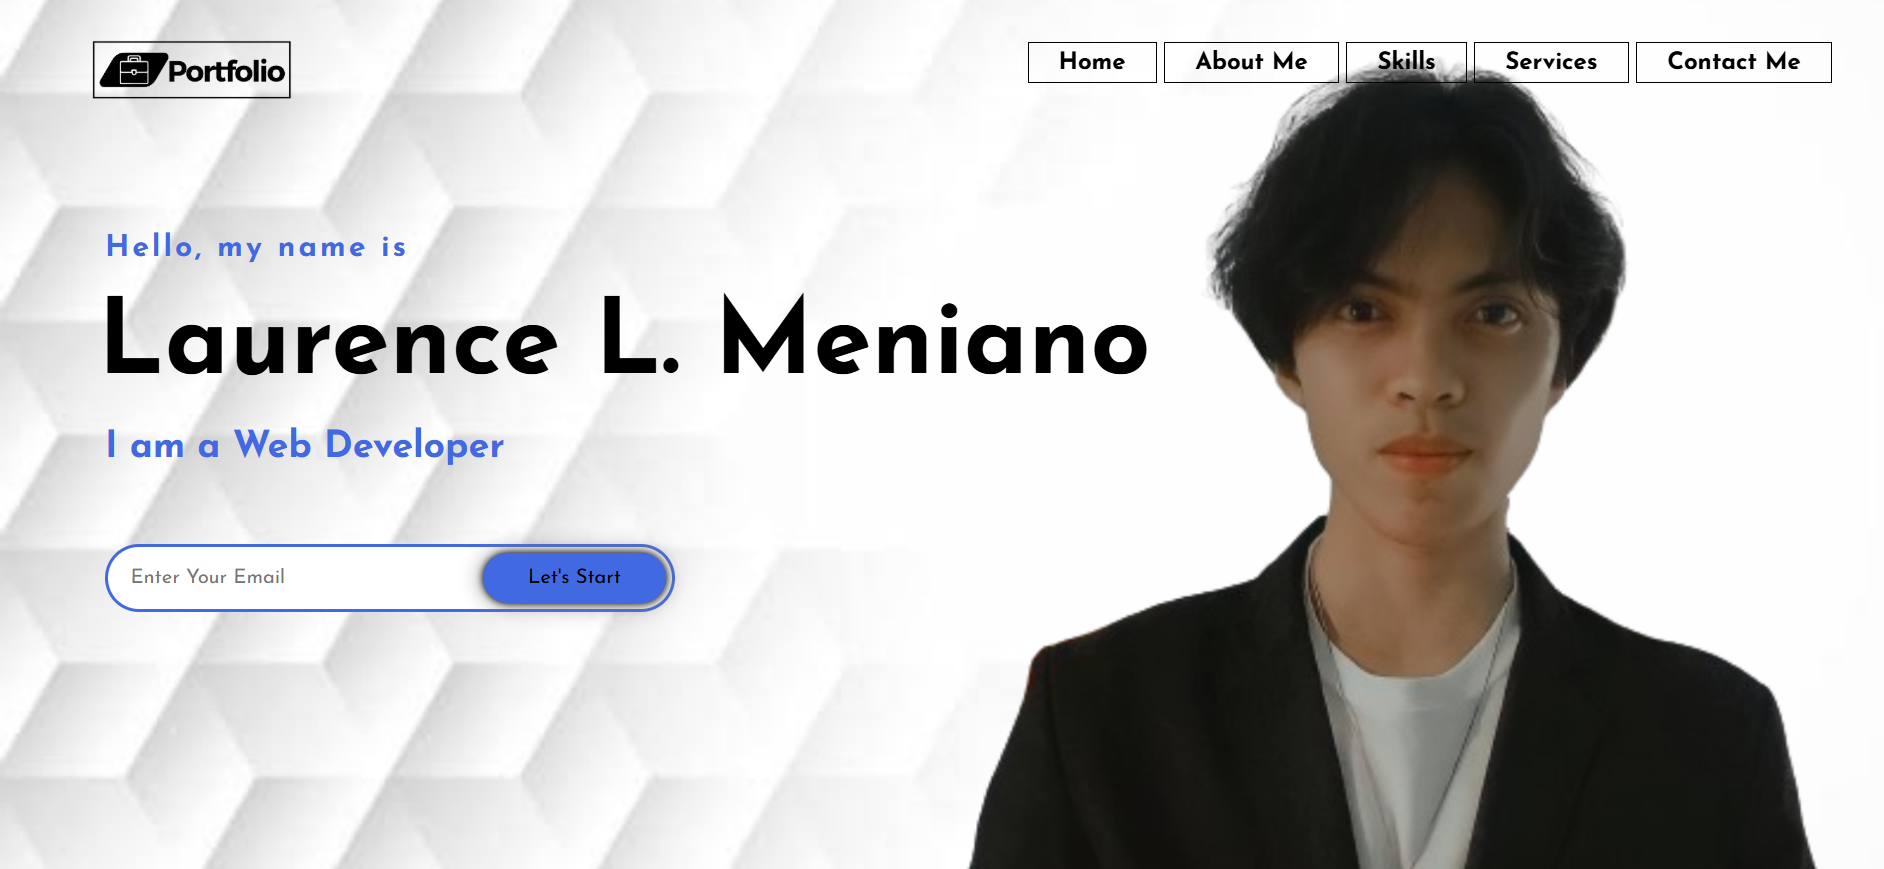 Portfolio
Home About Me Skills Services Contact Me
Hello, my name is
Laurence L. Meniano
I am a Web Developer
Enter Your Email Let's Start